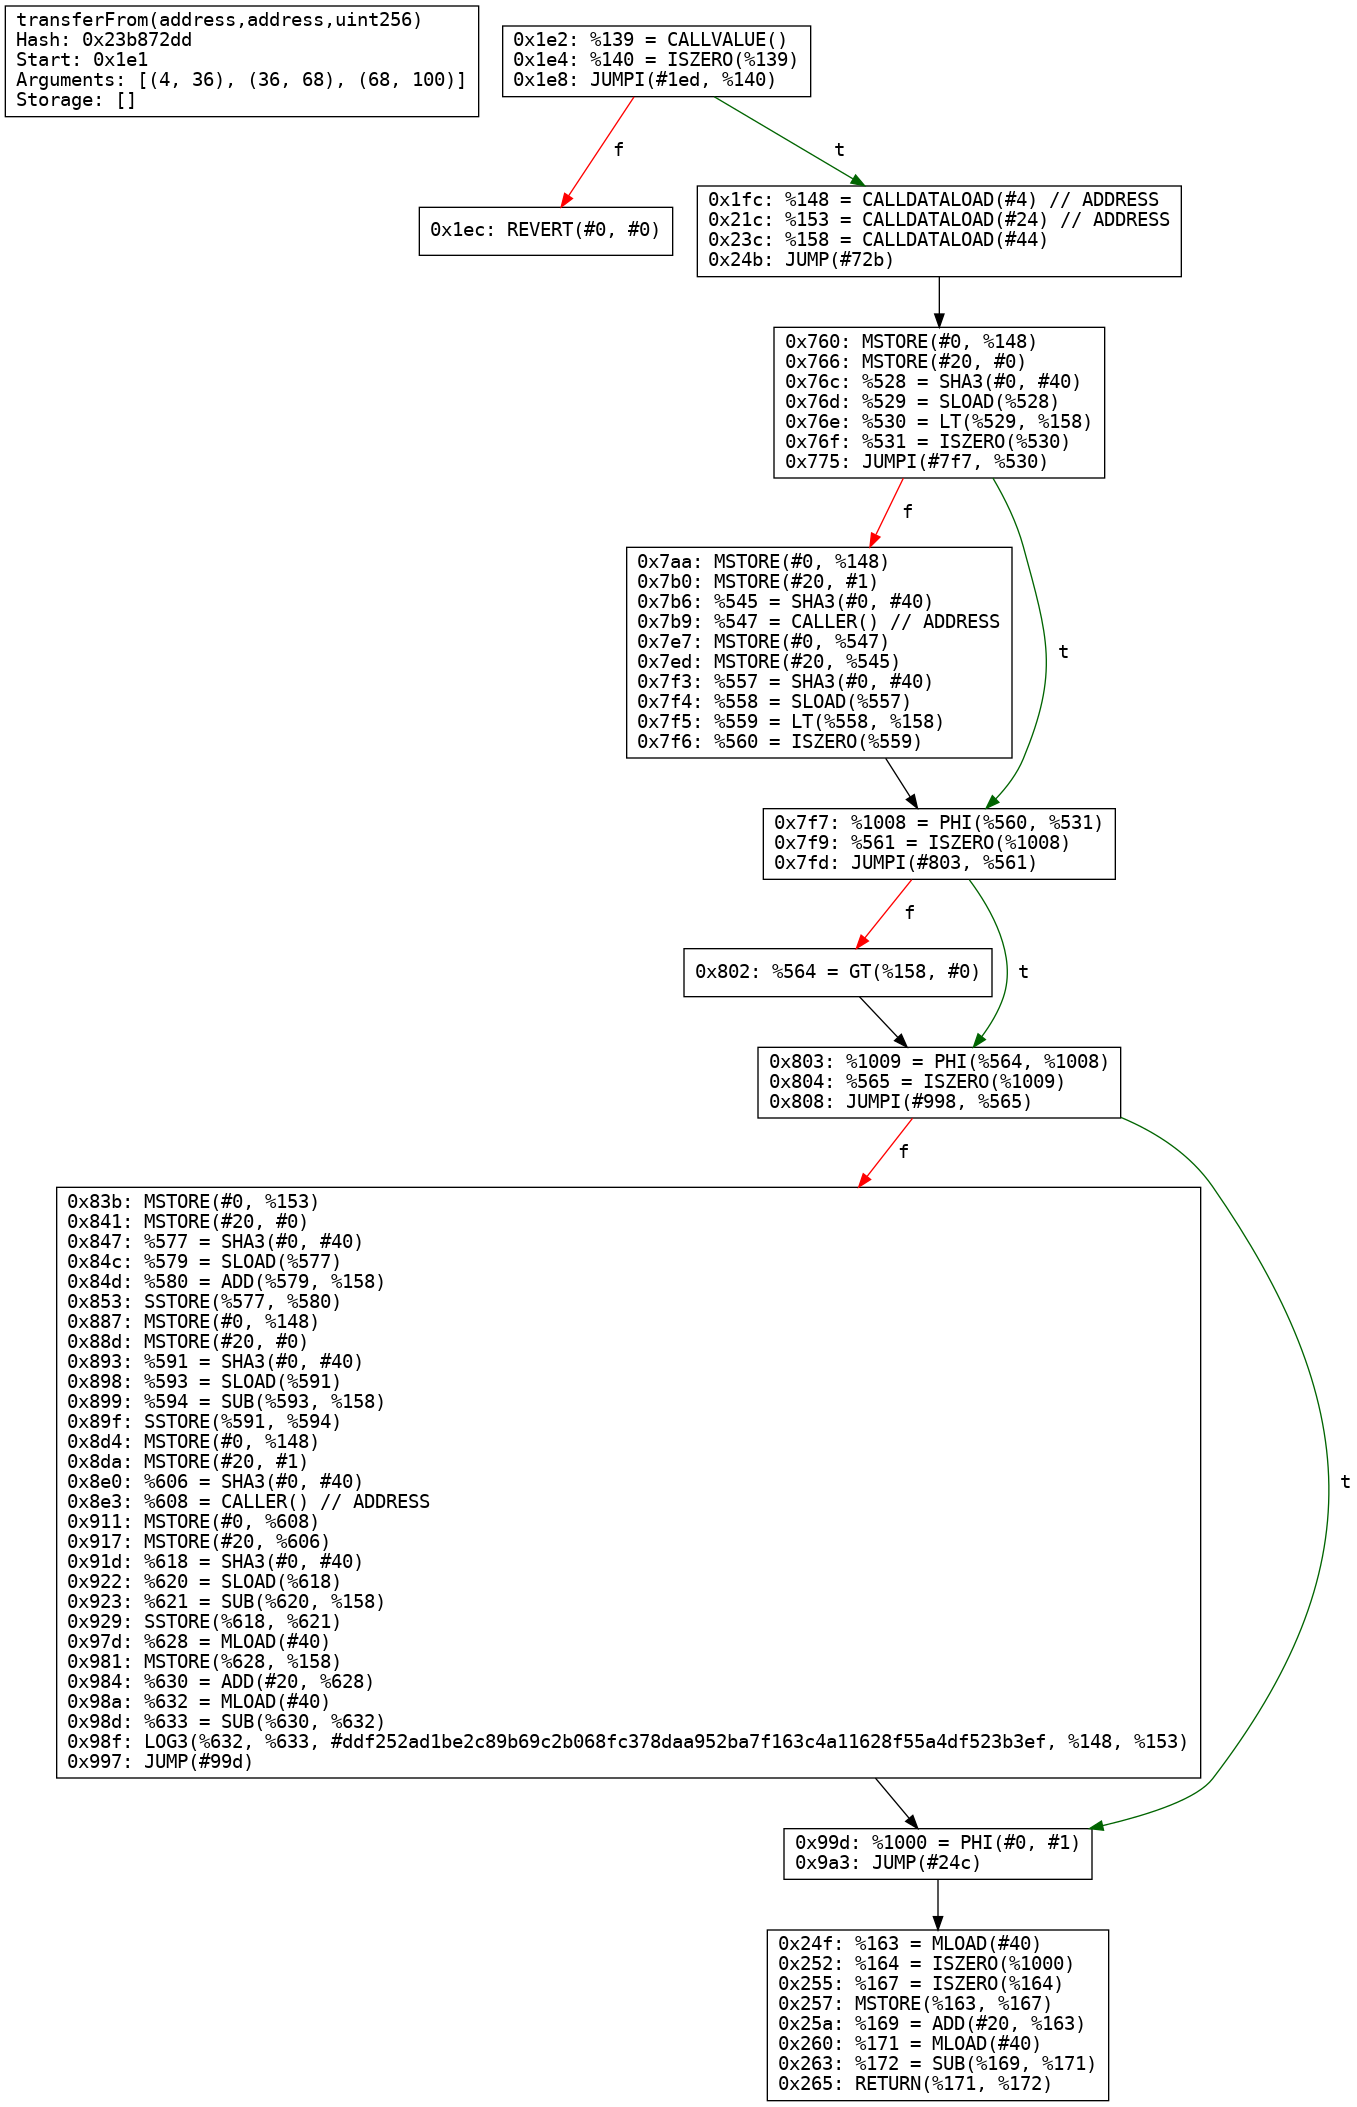 transferFrom(address,address,uint256)
Hash: 0x23b872dd
Start: 0x1e1
Arguments: [(4, 36), (36, 68), (68, 100)]
Storage: []
0x1e2: %139 = CALLVALUE()
0x1e4: %140 = ISZERO(%139)
0x1e8: JUMPI(#1ed, %140)
f
t
0x1ec: REVERT(#0, #0)
0x1fc: %148 = CALLDATALOAD(#4) // ADDRESS
0x21c: %153 = CALLDATALOAD(#24) // ADDRESS
0x23c: %158 = CALLDATALOAD(#44)
0x24b: JUMP(#72b)
0x760: MSTORE(#0, %148)
0x766: MSTORE(#20, #0)
0x76c: %528 = SHA3(#0, #40)
0x76d: %529 = SLOAD(%528)
0x76e: %530 = LT(%529, %158)
0x76f: %531 = ISZERO(%530)
0x775: JUMPI(#7f7, %530)
f
0x7aa: MSTORE(#0, %148)
0x7b0: MSTORE(#20, #1)
0x7b6: %545 = SHA3(#0, #40)
0x7b9: %547 = CALLER() // ADDRESS
0x7e7: MSTORE(#0, %547)
0x7ed: MSTORE(#20, %545)
0x7f3: %557 = SHA3(#0, #40)
0x7f4: %558 = SLOAD(%557)
0x7f5: %559 = LT(%558, %158)
0x7f6: %560 = ISZERO(%559)
t
0x7f7: %1008 = PHI(%560, %531)
0x7f9: %561 = ISZERO(%1008)
0x7fd: JUMPI(#803, %561)
f
0x802: %564 = GT(%158, #0)
t
0x803: %1009 = PHI(%564, %1008)
0x804: %565 = ISZERO(%1009)
0x808: JUMPI(#998, %565)
f
0x83b: MSTORE(#0, %153)
0x841: MSTORE(#20, #0)
0x847: %577 = SHA3(#0, #40)
0x84c: %579 = SLOAD(%577)
0x84d: %580 = ADD(%579, %158)
0x853: SSTORE(%577, %580)
0x887: MSTORE(#0, %148)
0x88d: MSTORE(#20, #0)
0x893: %591 = SHA3(#0, #40)
0x898: %593 = SLOAD(%591)
0x899: %594 = SUB(%593, %158)
0x89f: SSTORE(%591, %594)
0x8d4: MSTORE(#0, %148)
0x8da: MSTORE(#20, #1)
0x8e0: %606 = SHA3(#0, #40)
0x8e3: %608 = CALLER() // ADDRESS
0x911: MSTORE(#0, %608)
0x917: MSTORE(#20, %606)
0x91d: %618 = SHA3(#0, #40)
0x922: %620 = SLOAD(%618)
0x923: %621 = SUB(%620, %158)
0x929: SSTORE(%618, %621)
0x97d: %628 = MLOAD(#40)
0x981: MSTORE(%628, %158)
0x984: %630 = ADD(#20, %628)
0x98a: %632 = MLOAD(#40)
0x98d: %633 = SUB(%630, %632)
0x98f: LOG3(%632, %633, #ddf252ad1be2c89b69c2b068fc378daa952ba7f163c4a11628f55a4df523b3ef, %148, %153)
0x997: JUMP(#99d)
t
0x99d: %1000 = PHI(#0, #1)
0x9a3: JUMP(#24c)
0x24f: %163 = MLOAD(#40)
0x252: %164 = ISZERO(%1000)
0x255: %167 = ISZERO(%164)
0x257: MSTORE(%163, %167)
0x25a: %169 = ADD(#20, %163)
0x260: %171 = MLOAD(#40)
0x263: %172 = SUB(%169, %171)
0x265: RETURN(%171, %172)